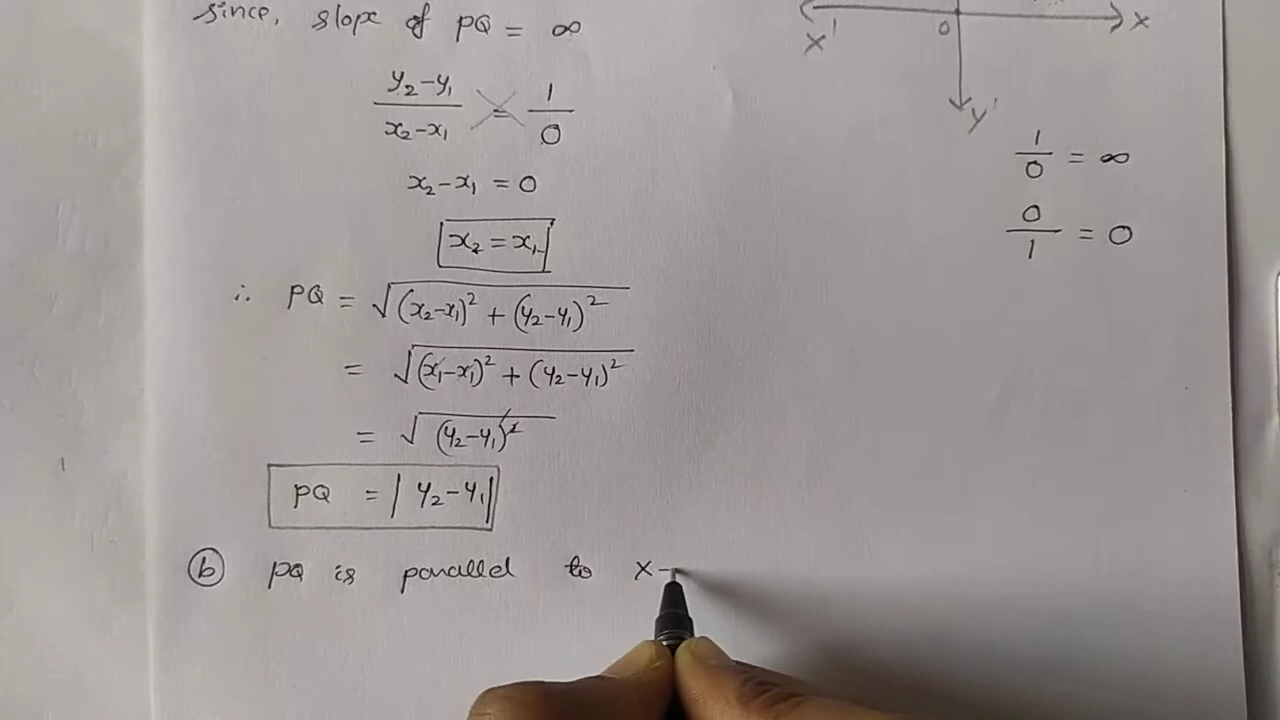 since, slope of PQ = ∞
y₂-y₁ / x₂-x₁ = 1 / 0
x₂-x₁ = 0
x₂ = x₁
∴ PQ = √(x₂-x₁)² + (y₂-y₁)²
= √(x₁-x₁)² + (y₂-y₁)²
= √(y₂-y₁)²
PQ = | y₂-y₁|
b PQ is parallel to X-
X' 0 X
Y'
1/0 = ∞
0/1 = 0